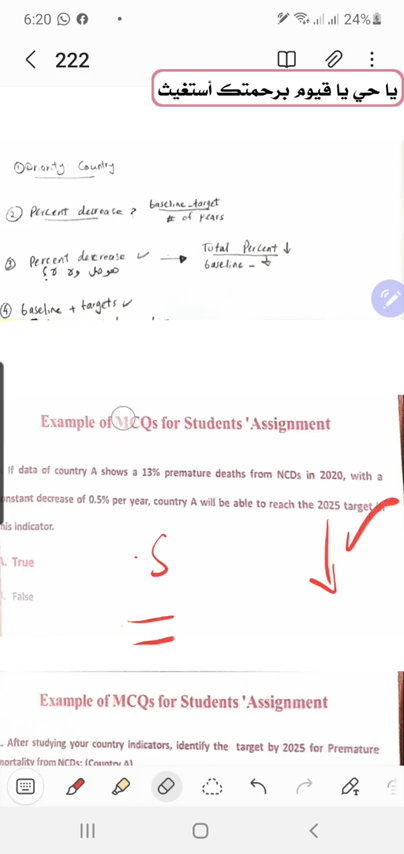 6:20
24%
222
يا حي يا قيوم برحمتك أستغيث
① Priority Country
② Percent decrease ? baseline - target
# of years
③ Percent decrease ✓ → Total Percent ↓
baseline - t
④ baseline + targets ✓
Example of MCQs for Students 'Assignment
If data of country A shows a 13% premature deaths from NCDs in 2020, with a
onstant decrease of 0.5% per year, country A will be able to reach the 2025 target
his indicator.
. True
. False
.5
Example of MCQs for Students 'Assignment
. After studying your country indicators, identify the target by 2025 for Premature
mortality from NCDs: (Country A)